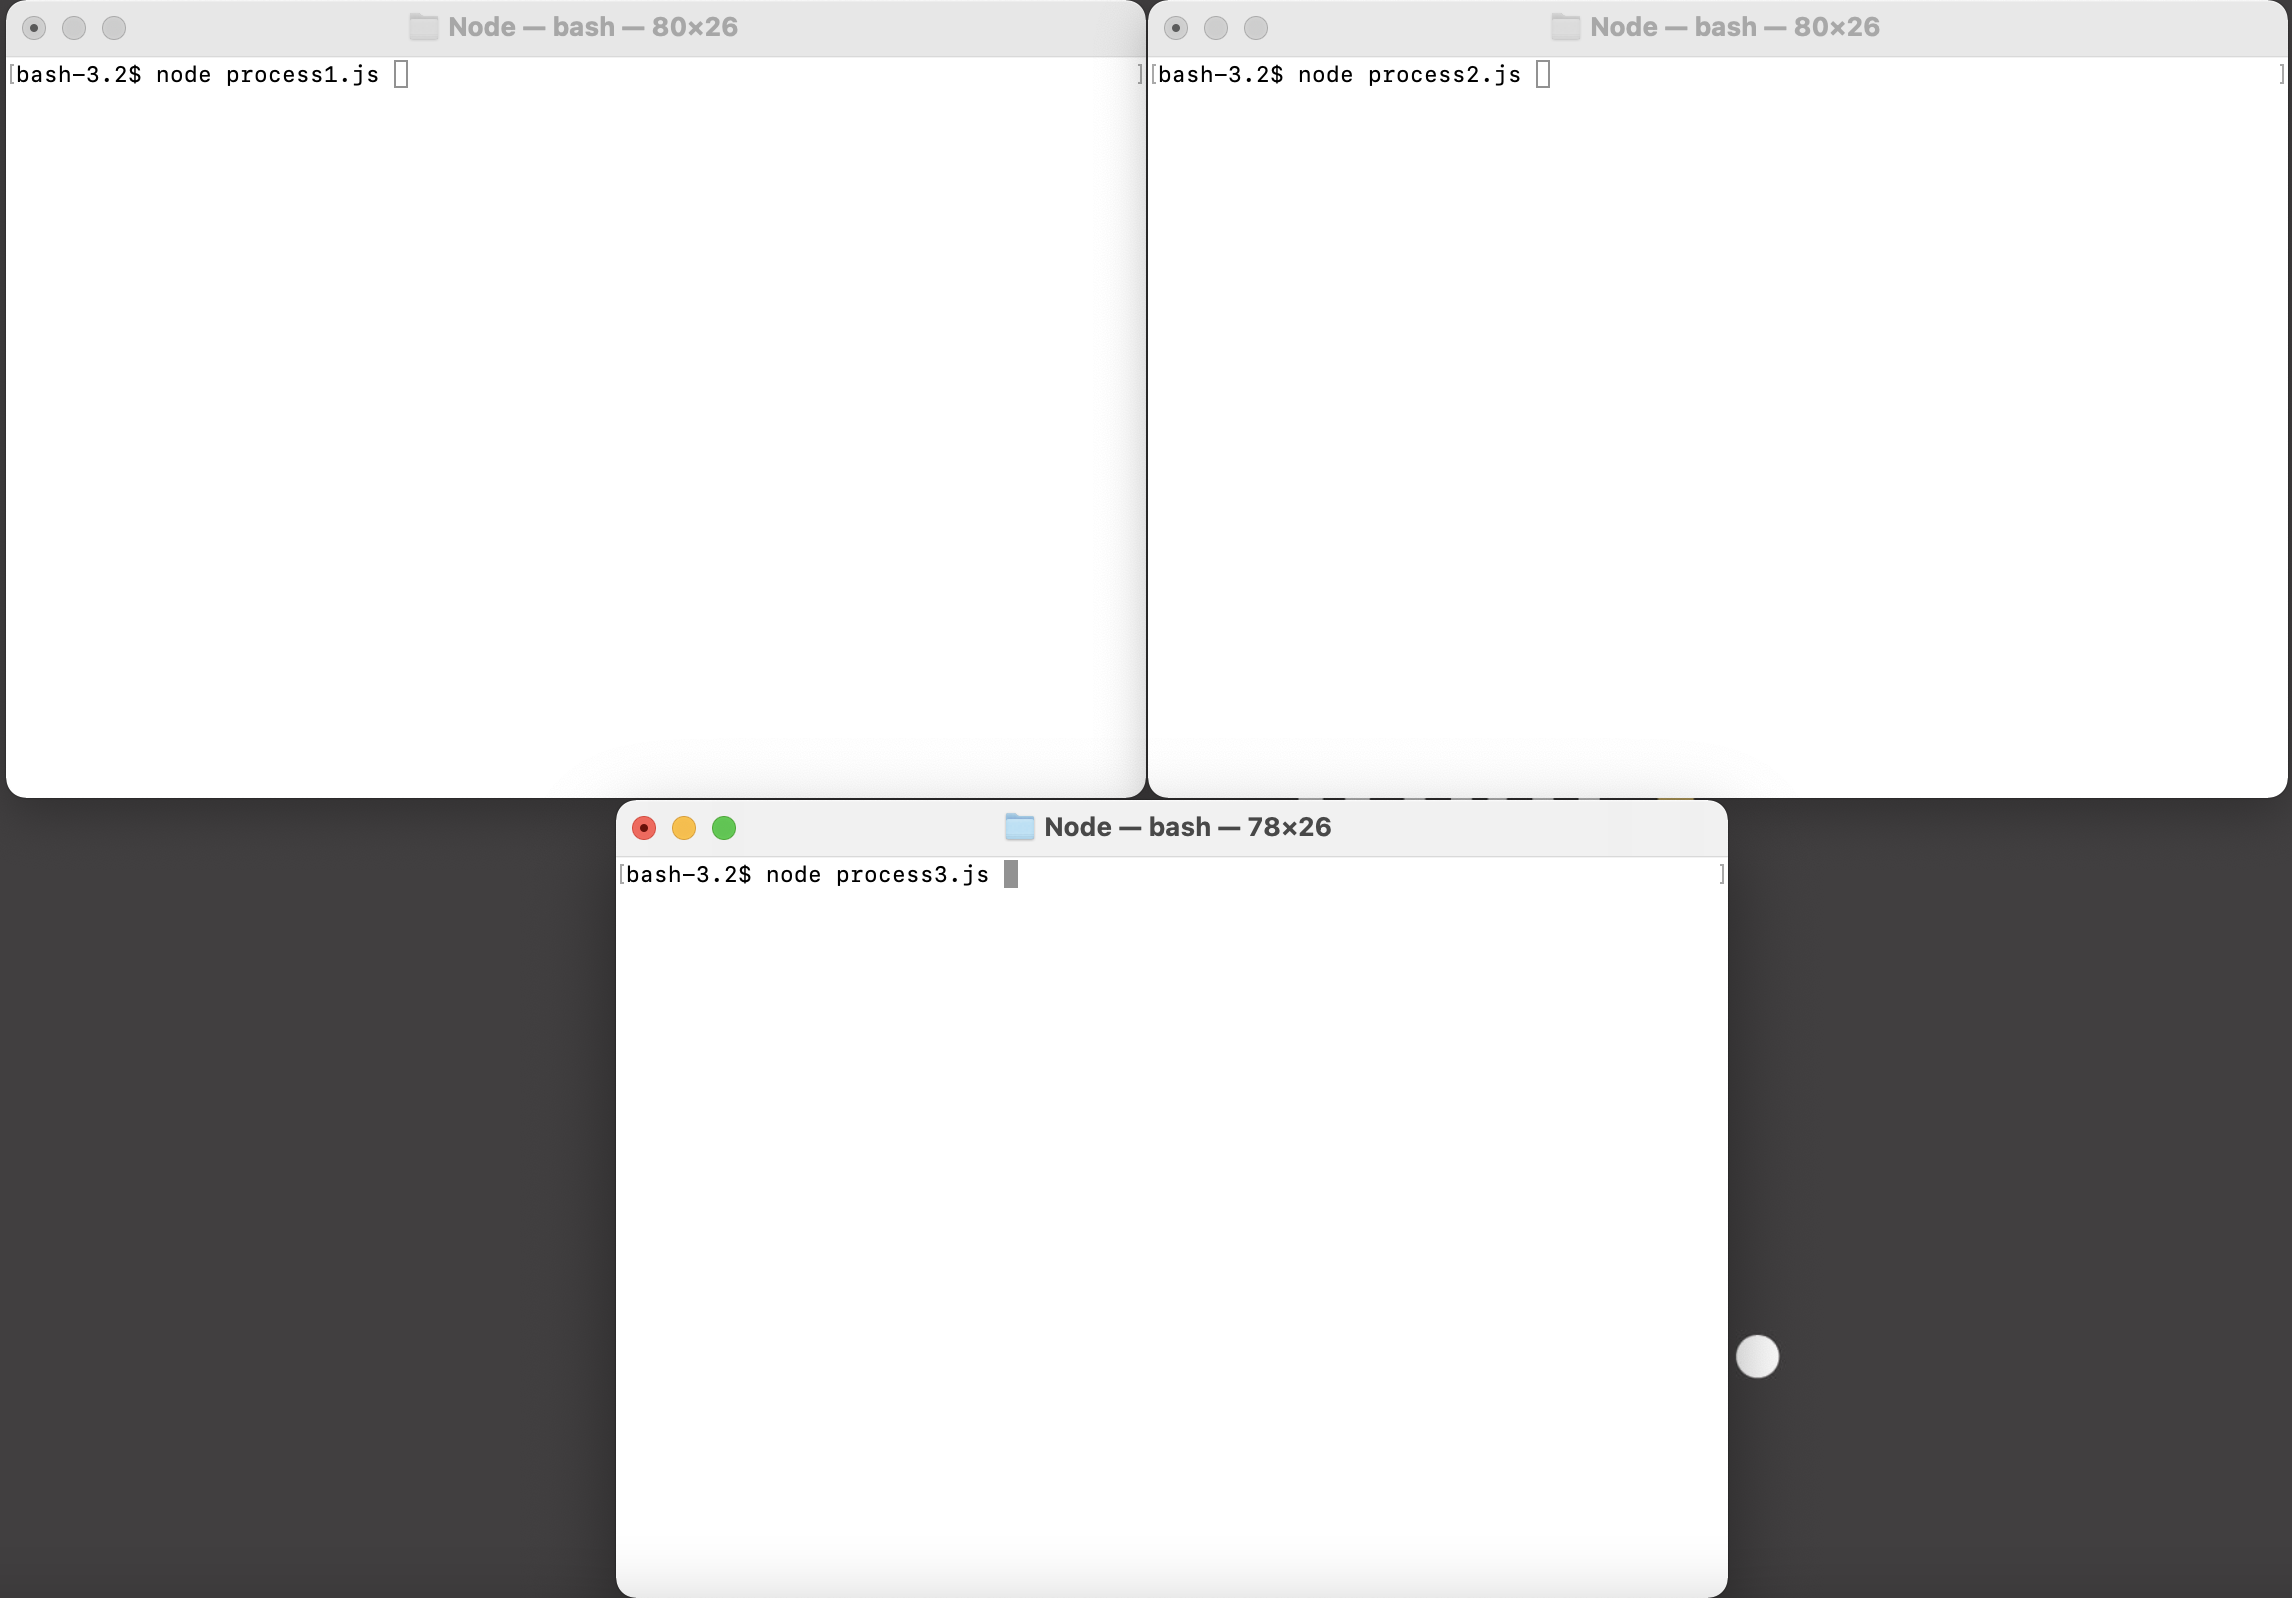 Node — bash — 80×26
[bash-3.2$ node process1.js ]
Node — bash — 80×26
[bash-3.2$ node process2.js ]
Node — bash — 78×26
[bash-3.2$ node process3.js ]